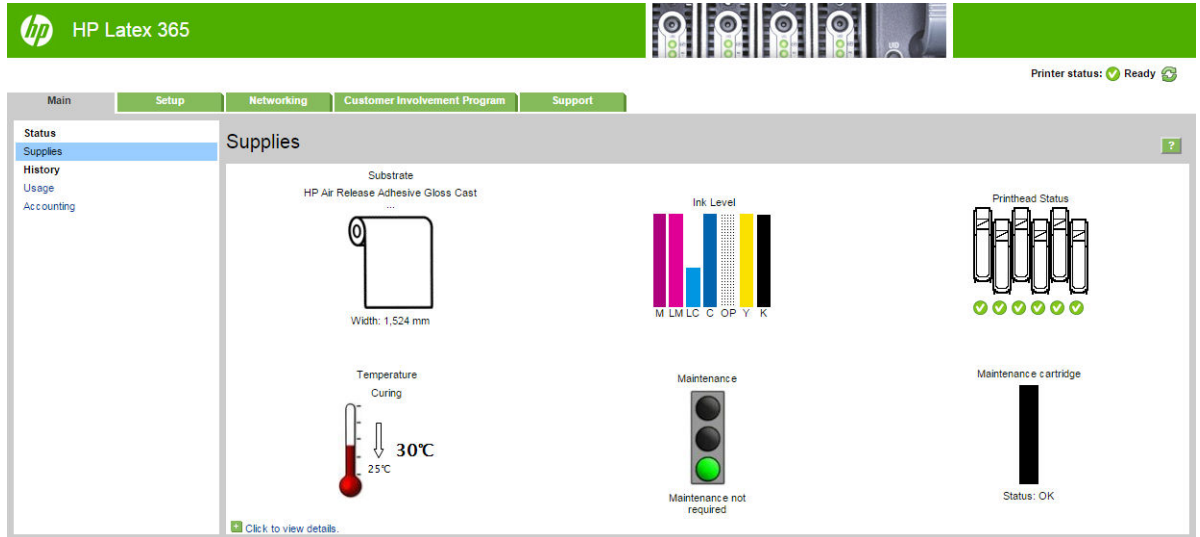 hp HP Latex 365
UID
Printer status: Ready
Main Setup Networking Customer Involvement Program Support
Status
Supplies
History
Usage
Accounting
Supplies
?
Substrate
HP Air Release Adhesive Gloss Cast
...
Width: 1,524 mm
Ink Level
M LM LC C OP Y K
Printhead Status
Temperature
Curing
30℃
25℃
Maintenance
Maintenance not
required
Maintenance cartridge
Status: OK
Click to view details.